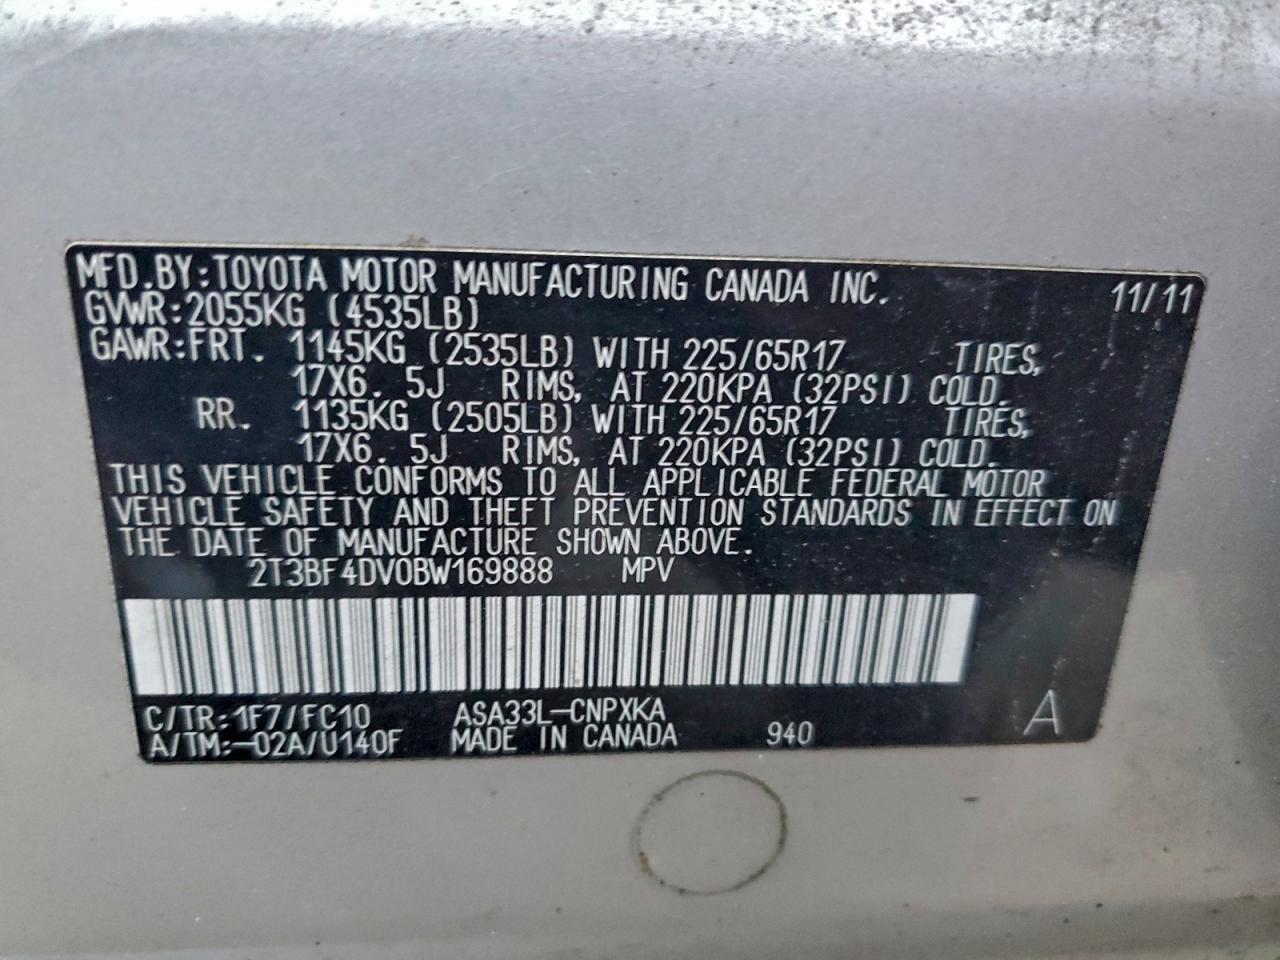 MFD.BY:TOYOTA MOTOR MANUFACTURING CANADA INC. 11/11
GVWR:2055KG (4535LB)
GAWR:FRT. 1145KG (2535LB) WITH 225/65R17 TIRES,
17X6. 5J RIMS, AT 220KPA (32PSI) COLD.
RR. 1135KG (2505LB) WITH 225/65R17 TIRES,
17X6. 5J RIMS, AT 220KPA (32PSI) COLD.
THIS VEHICLE CONFORMS TO ALL APPLICABLE FEDERAL MOTOR
VEHICLE SAFETY AND THEFT PREVENTION STANDARDS IN EFFECT ON
THE DATE OF MANUFACTURE SHOWN ABOVE.
2T3BF4DV0BW169888 MPV
C/TR:1F7/FC10 ASA33L-CNPXKA A
A/TM:-02A/U140F MADE IN CANADA 940